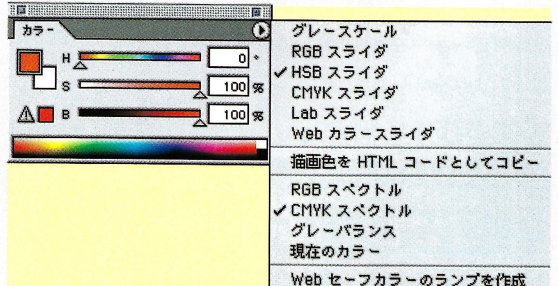 カラー
H 0 °
S 100 %
B 100 %
グレースケール
RGB スライダ
✓HSB スライダ
CMYK スライダ
Lab スライダ
Web カラースライダ
描画色を HTML コードとしてコピー
RGB スペクトル
✓CMYK スペクトル
グレーバランス
現在のカラー
Web セーフカラーのランプを作成